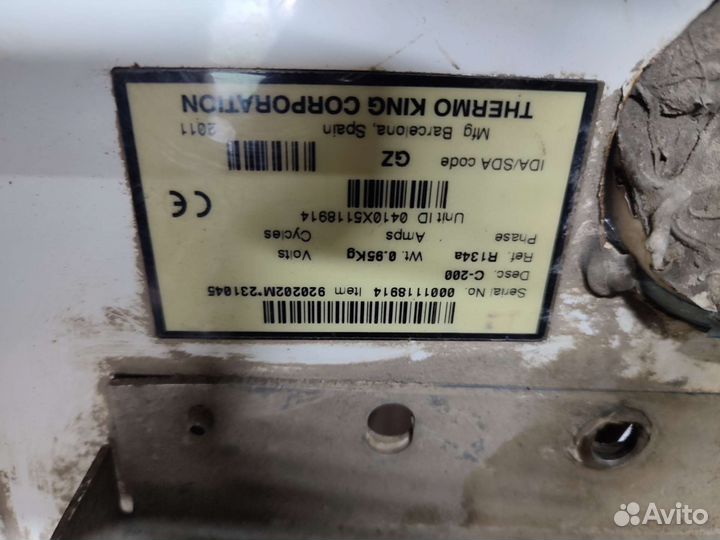 Serial No. 0001118914 Item 920202M*231045
Desc. C-200
Ref. R134a Wt. 0.95Kg Volts
Phase Amps Cycles
Unit ID 0410X5118914
CE
IDA/SDA code GZ
Mfg Barcelona, Spain 2011
THERMO KING CORPORATION
Avito